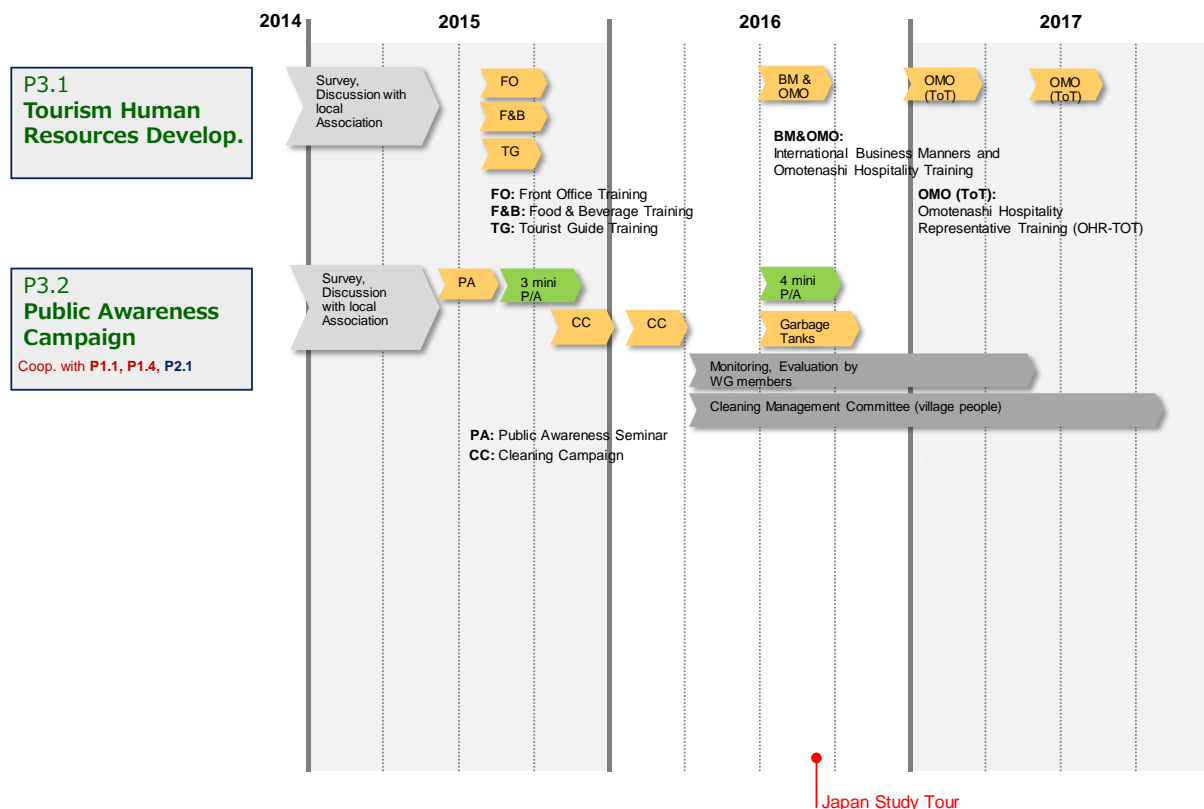 2014
2015
2016
2017
P3.1
Tourism Human
Resources Develop.
Survey,
Discussion with
local
Association
FO
F&B
TG
BM &
OMO
OMO
(ToT)
OMO
(ToT)
BM&OMO:
International Business Manners and
Omotenashi Hospitality Training
FO: Front Office Training
F&B: Food & Beverage Training
TG: Tourist Guide Training
OMO (ToT):
Omotenashi Hospitality
Representative Training (OHR-TOT)
P3.2
Public Awareness
Campaign
Coop. with P1.1, P1.4, P2.1
Survey,
Discussion
with local
Association
PA
3 mini
P/A
4 mini
P/A
CC
CC
Garbage
Tanks
Monitoring, Evaluation by
WG members
Cleaning Management Committee (village people)
PA: Public Awareness Seminar
CC: Cleaning Campaign
Japan Study Tour